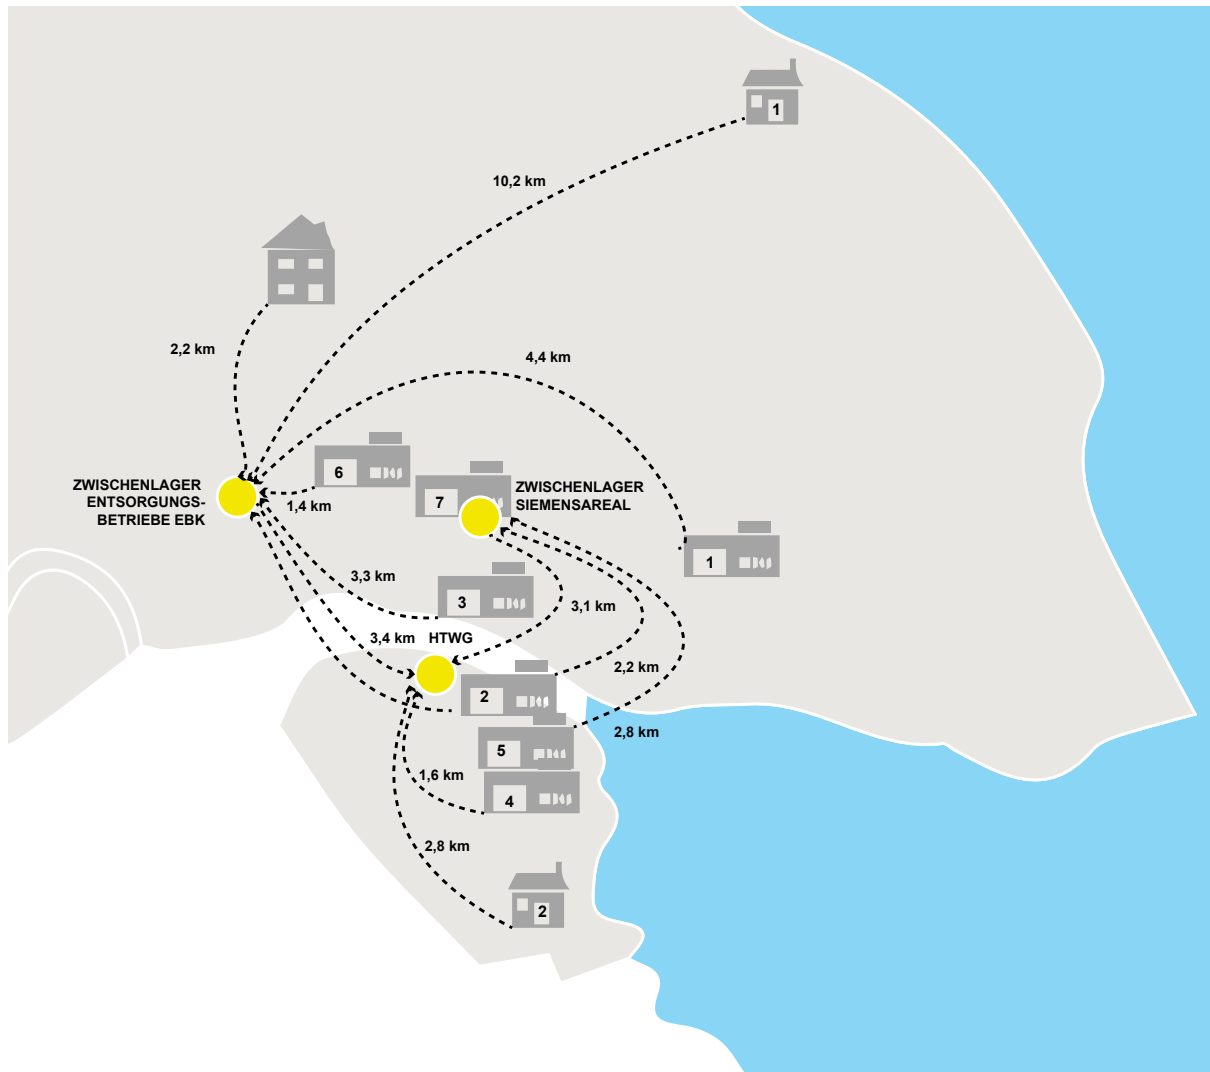 1
10,2 km
2,2 km
4,4 km
6
1,4 km
ZWISCHENLAGER
ENTSORGUNGS-
BETRIEBE EBK
7
ZWISCHENLAGER
SIEMENSAREAL
1
3,3 km
3
3,1 km
3,4 km
HTWG
2,2 km
2
2,8 km
5
1,6 km
4
2,8 km
2